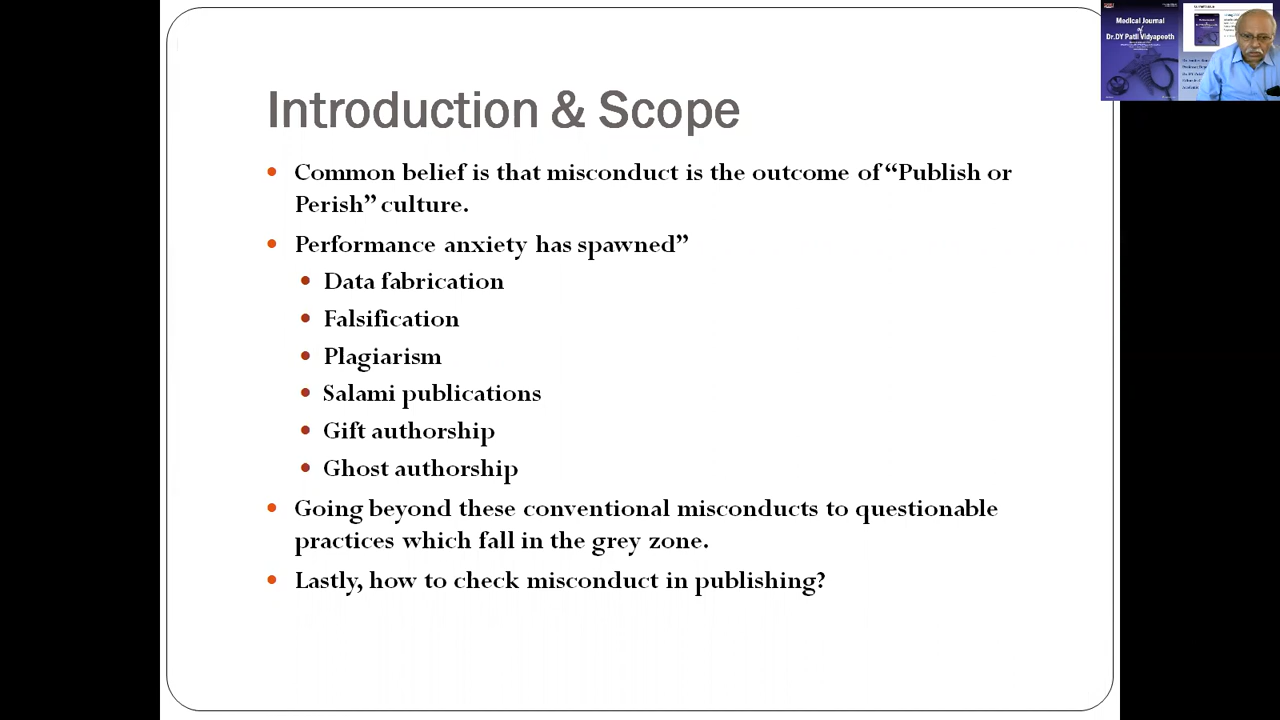 Medical Journal
of
Dr.DY Patil Vidyapeeth
Introduction & Scope
• Common belief is that misconduct is the outcome of “Publish or
Perish” culture.
• Performance anxiety has spawned”
• Data fabrication
• Falsification
• Plagiarism
• Salami publications
• Gift authorship
• Ghost authorship
• Going beyond these conventional misconducts to questionable
practices which fall in the grey zone.
• Lastly, how to check misconduct in publishing?